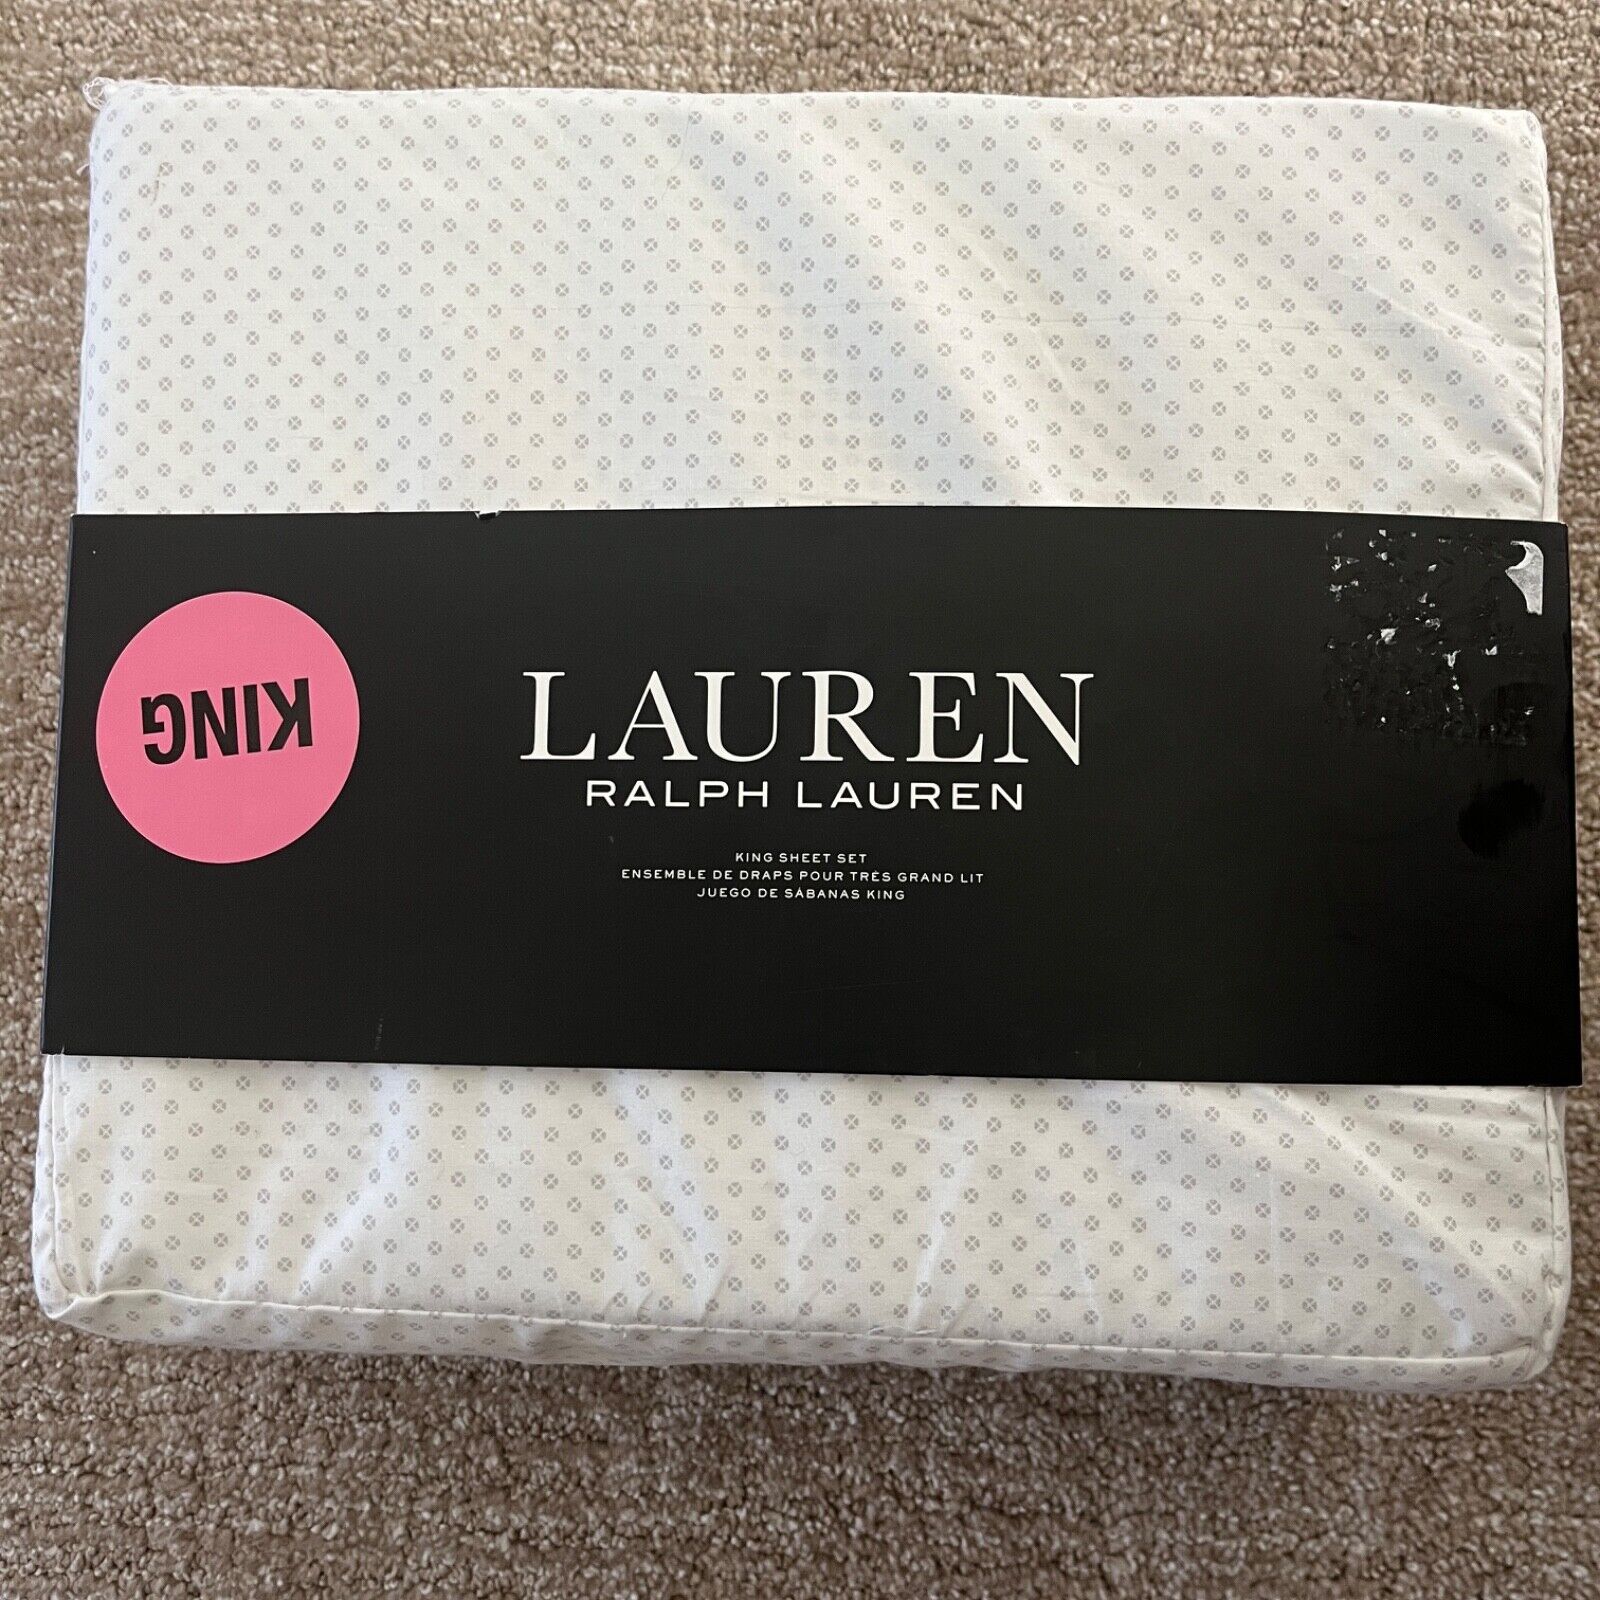 KING
LAUREN
RALPH LAUREN
KING SHEET SET
ENSEMBLE DE DRAPS POUR TRÈS GRAND LIT
JUEGO DE SÁBANAS KING